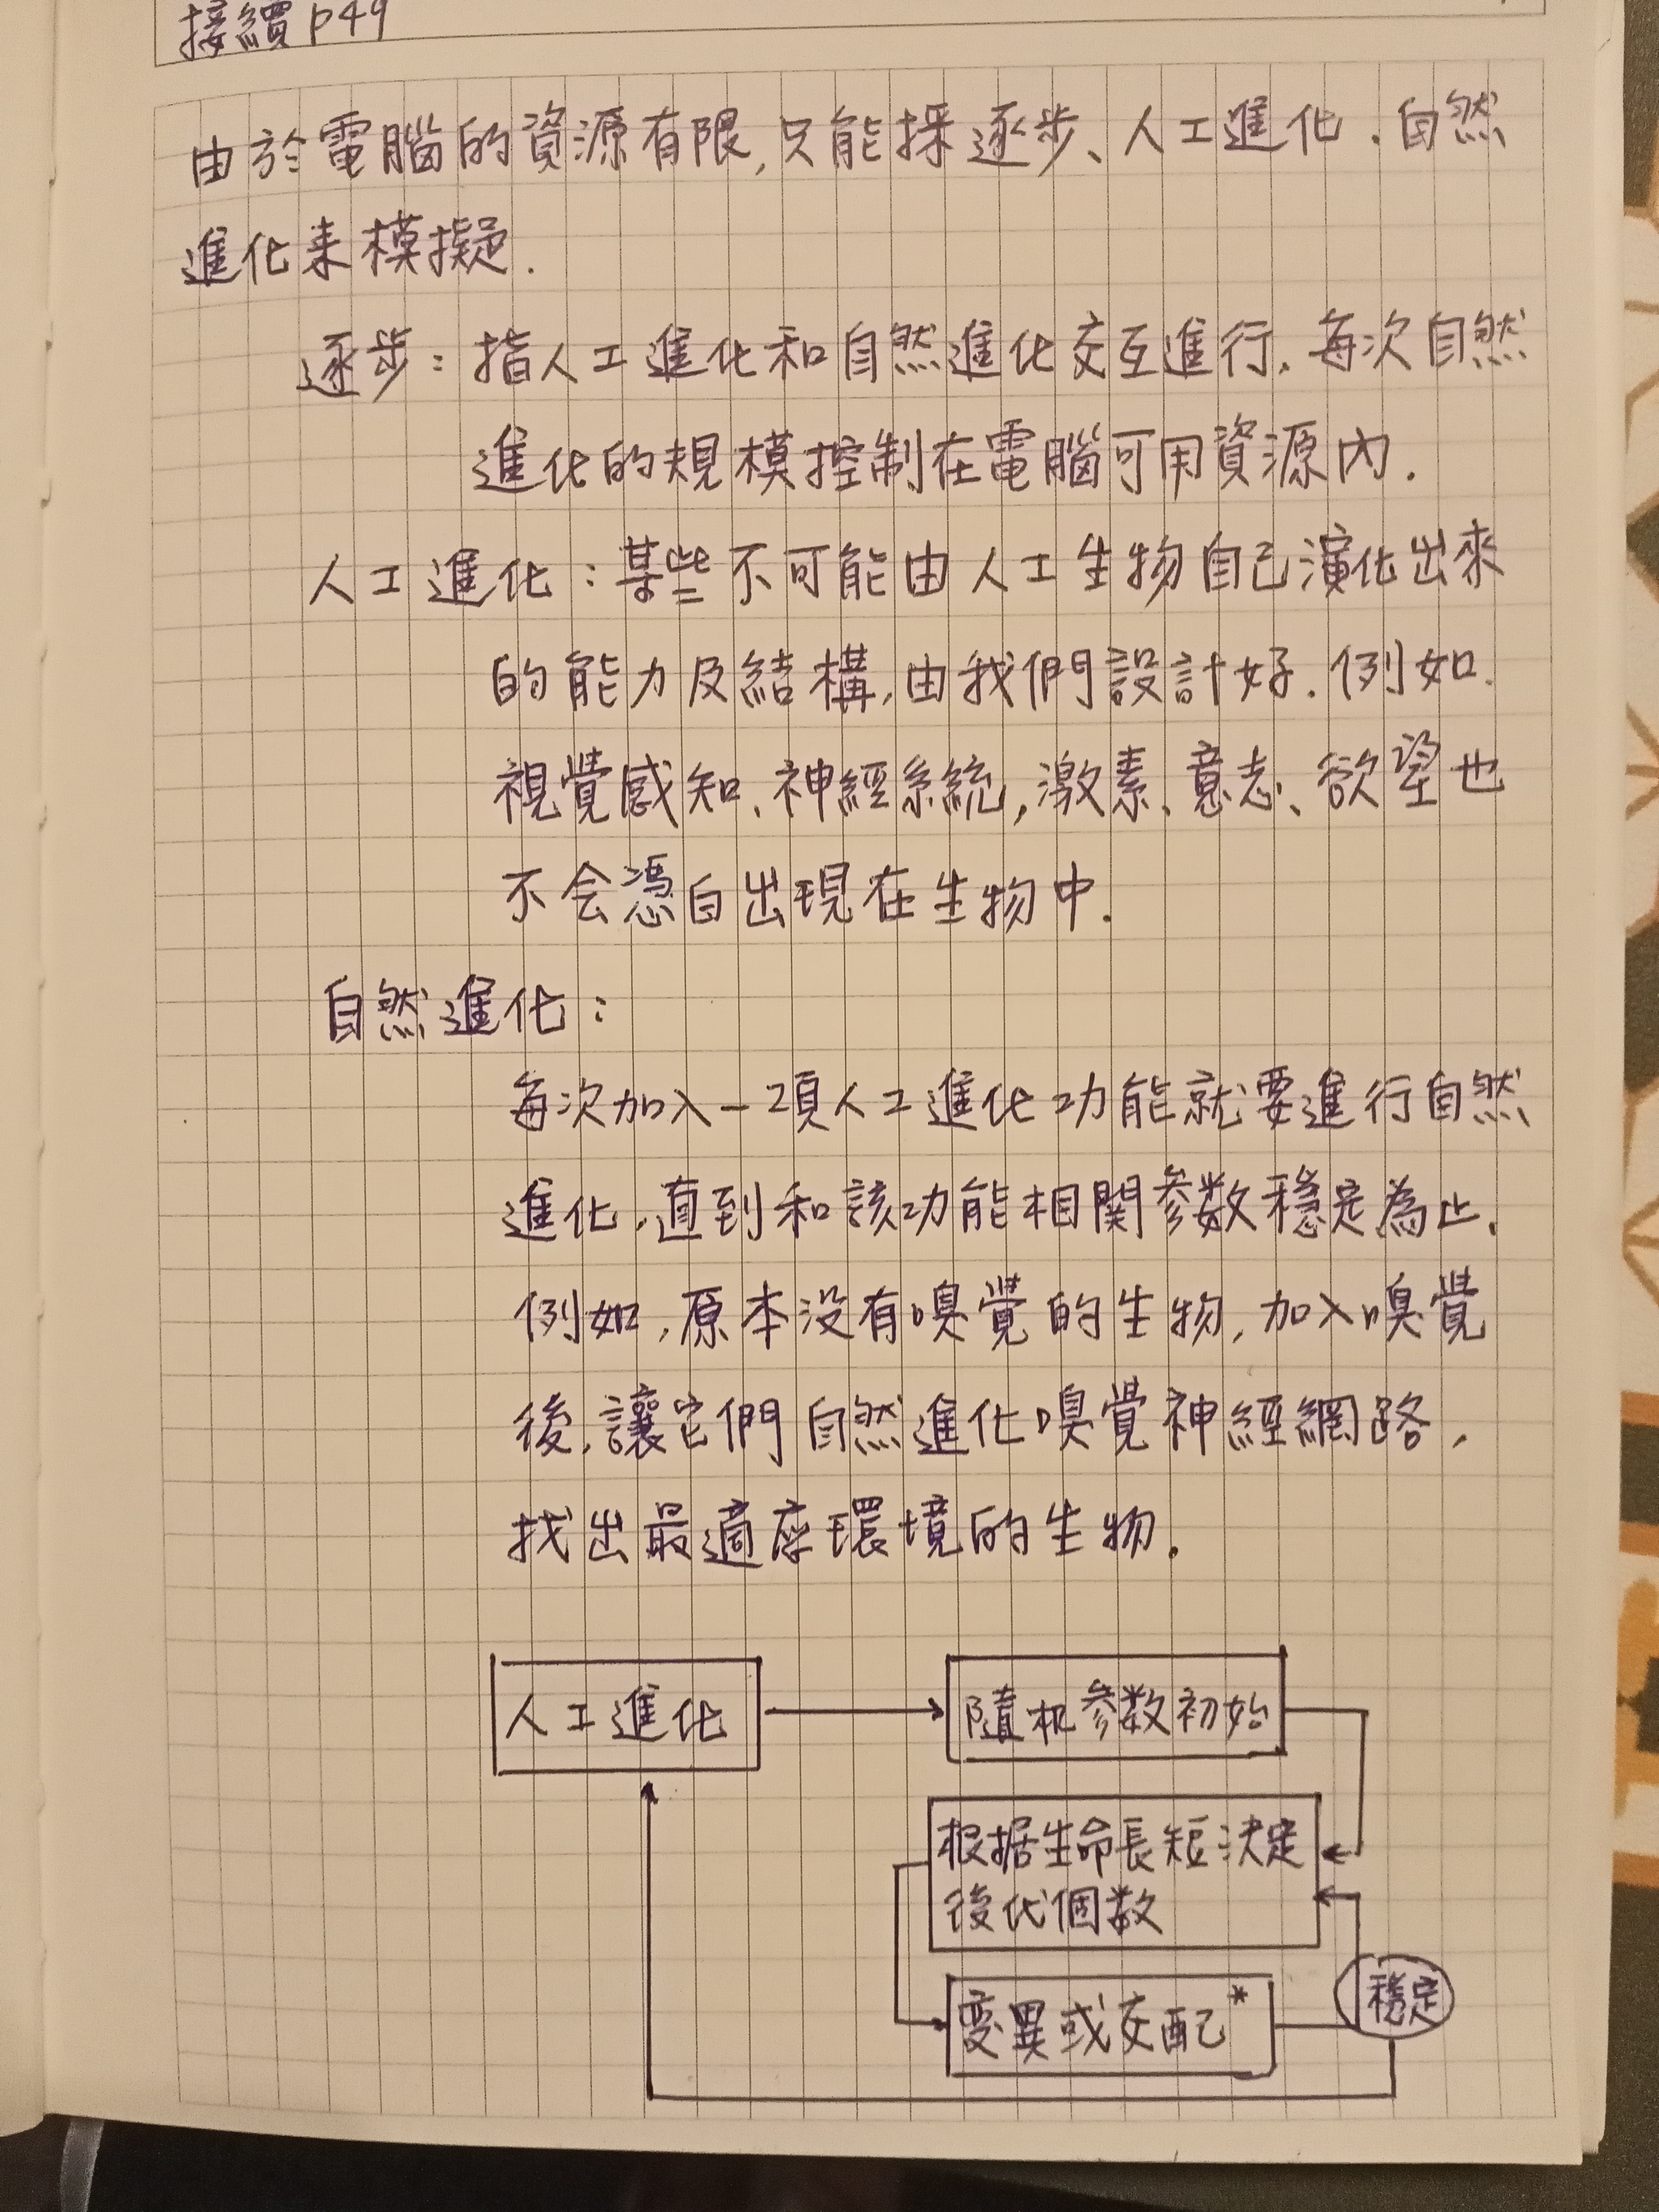 接續 p49
由於電腦的資源有限,只能採逐步、人工進化.自然
進化来模擬.
逐步:指人工進化和自然進化交互進行.每次自然
進化的規模控制在電腦可用資源內.
人工進化:某些不可能由人工生物自己演化出來
的能力及結構,由我們設計好.例如.
視覺感知、神經系統,激素、意志、欲望也
不会憑白出現在生物中.
自然進化:
每次加入一項人工進化功能就要進行自然
進化,直到和該功能相関參数穩定為止.
例如,原本没有嗅覺的生物,加入嗅覺
後,讓它們自然進化嗅覺神經網路,
找出最適應環境的生物.
人工進化
隨机參数初始
根据生命長短決定
後代個数
變異或交配*
穩定